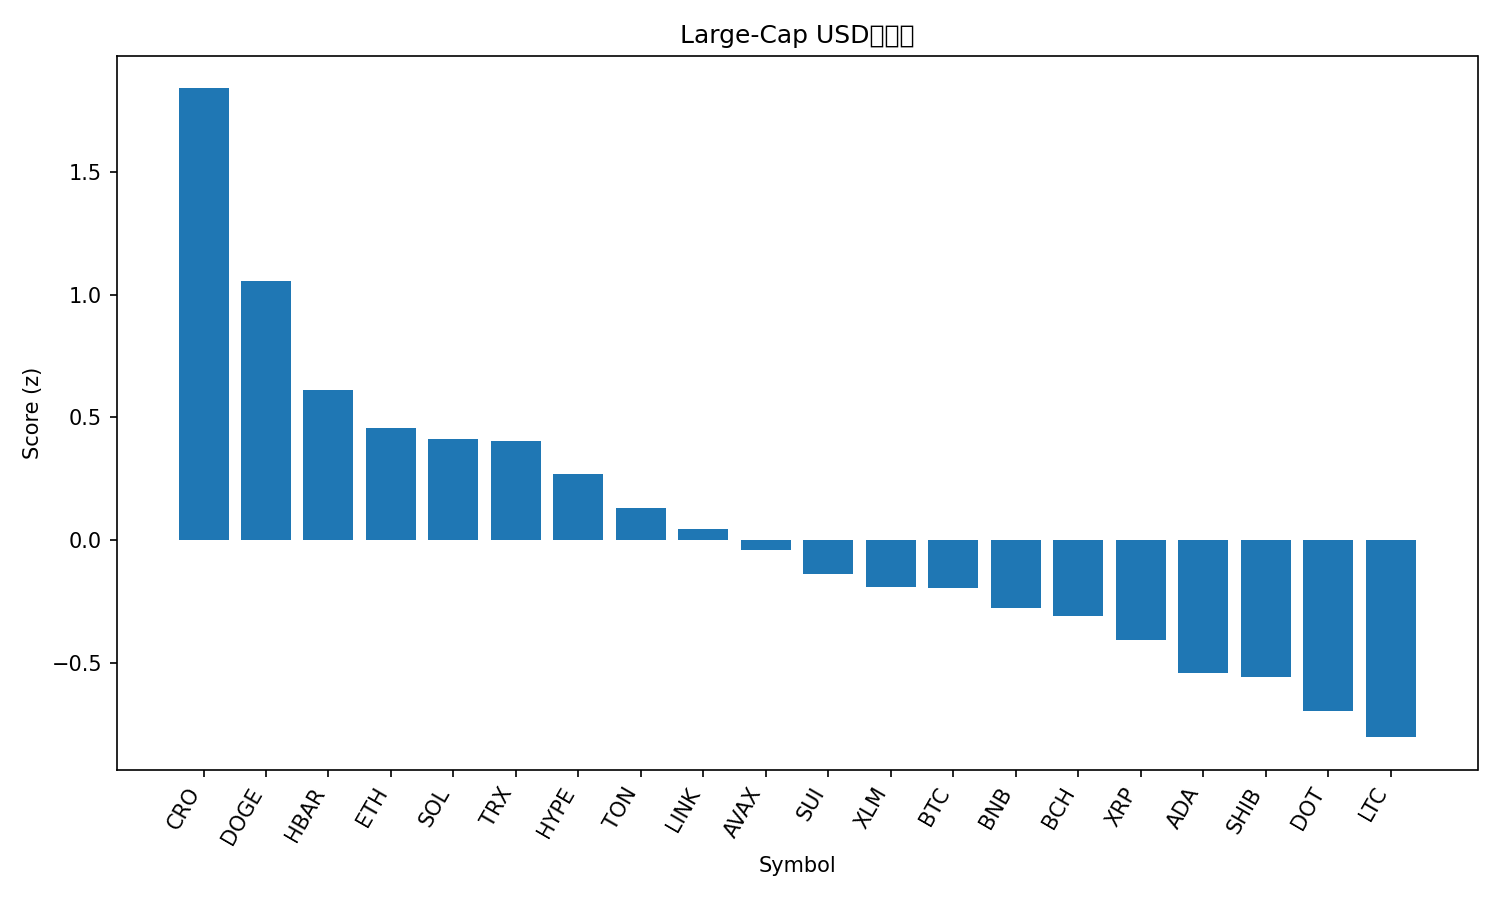 Large-Cap USD
1.5
1.0
0.5
0.0
−0.5
Score (z)
CRO
DOGE
HBAR
ETH
SOL
TRX
HYPE
TON
LINK
AVAX
SUI
XLM
BTC
BNB
BCH
XRP
ADA
SHIB
DOT
LTC
Symbol